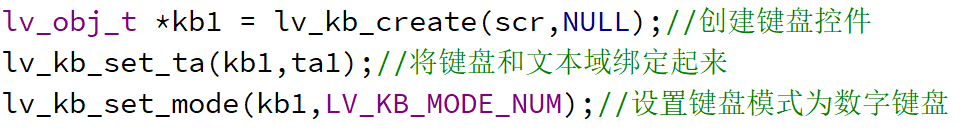 lv_obj_t *kb1 = lv_kb_create(scr,NULL);//创建键盘控件
lv_kb_set_ta(kb1,ta1);//将键盘和文本域绑定起来
lv_kb_set_mode(kb1,LV_KB_MODE_NUM);//设置键盘模式为数字键盘